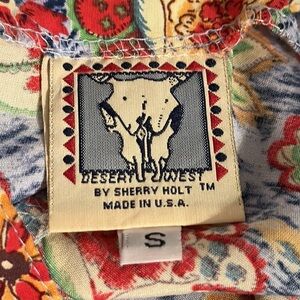 DESERT WEST
BY SHERRY HOLT ™
MADE IN U.S.A.
S